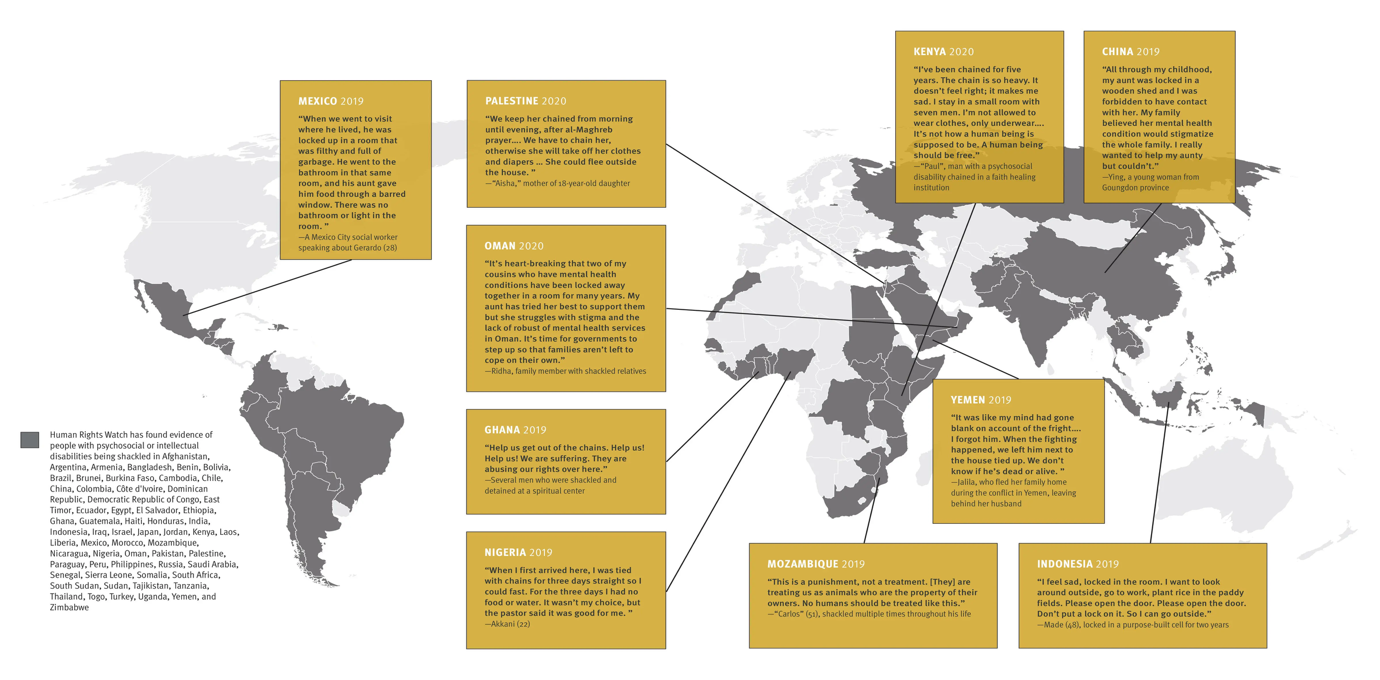 MEXICO 2019
“When we went to visit
where he lived, he was
locked up in a room that
was filthy and full of
garbage. He went to the
bathroom in that same
room, and his aunt gave
him food through a barred
window. There was no
bathroom or light in the
room. ”
—A Mexico City social worker
speaking about Gerardo (28)
PALESTINE 2020
“We keep her chained from morning
until evening, after al-Maghreb
prayer.... We have to chain her,
otherwise she will take off her clothes
and diapers ... She could flee outside
the house. ”
—“Aisha,” mother of 18-year-old daughter
OMAN 2020
“It’s heart-breaking that two of my
cousins who have mental health
conditions have been locked away
together in a room for many years. My
aunt has tried her best to support them
but she struggles with stigma and the
lack of robust of mental health services
in Oman. It’s time for governments to
step up so that families aren’t left to
cope on their own.”
—Ridha, family member with shackled relatives
GHANA 2019
“Help us get out of the chains. Help us!
Help us! We are suffering. They are
abusing our rights over here.”
—Several men who were shackled and
detained at a spiritual center
NIGERIA 2019
“When I first arrived here, I was tied
with chains for three days straight so I
could fast. For the three days I had no
food or water. It wasn’t my choice, but
the pastor said it was good for me. ”
—Akkani (22)
KENYA 2020
“I’ve been chained for five
years. The chain is so heavy. It
doesn’t feel right; it makes me
sad. I stay in a small room with
seven men. I’m not allowed to
wear clothes, only underwear....
It’s not how a human being is
supposed to be. A human being
should be free.”
—“Paul”, man with a psychosocial
disability chained in a faith healing
institution
CHINA 2019
“All through my childhood,
my aunt was locked in a
wooden shed and I was
forbidden to have contact
with her. My family
believed her mental health
condition would stigmatize
the whole family. I really
wanted to help my aunty
but couldn’t.”
—Ying, a young woman from
Goungdon province
YEMEN 2019
“It was like my mind had gone
blank on account of the fright....
I forgot him. When the fighting
happened, we left him next to
the house tied up. We don’t
know if he’s dead or alive. ”
—Jalila, who fled her family home
during the conflict in Yemen, leaving
behind her husband
MOZAMBIQUE 2019
“This is a punishment, not a treatment. [They] are
treating us as animals who are the property of their
owners. No humans should be treated like this.”
—“Carlos” (51), shackled multiple times throughout his life
INDONESIA 2019
“I feel sad, locked in the room. I want to look
around outside, go to work, plant rice in the paddy
fields. Please open the door. Please open the door.
Don’t put a lock on it. So I can go outside.”
—Made (48), locked in a purpose-built cell for two years
Human Rights Watch has found evidence of
people with psychosocial or intellectual
disabilities being shackled in Afghanistan,
Argentina, Armenia, Bangladesh, Benin, Bolivia,
Brazil, Brunei, Burkina Faso, Cambodia, Chile,
China, Colombia, Côte d’Ivoire, Dominican
Republic, Democratic Republic of Congo, East
Timor, Ecuador, Egypt, El Salvador, Ethiopia,
Ghana, Guatemala, Haiti, Honduras, India,
Indonesia, Iraq, Israel, Japan, Jordan, Kenya, Laos,
Liberia, Mexico, Morocco, Mozambique,
Nicaragua, Nigeria, Oman, Pakistan, Palestine,
Paraguay, Peru, Philippines, Russia, Saudi Arabia,
Senegal, Sierra Leone, Somalia, South Africa,
South Sudan, Sudan, Tajikistan, Tanzania,
Thailand, Togo, Turkey, Uganda, Yemen, and
Zimbabwe